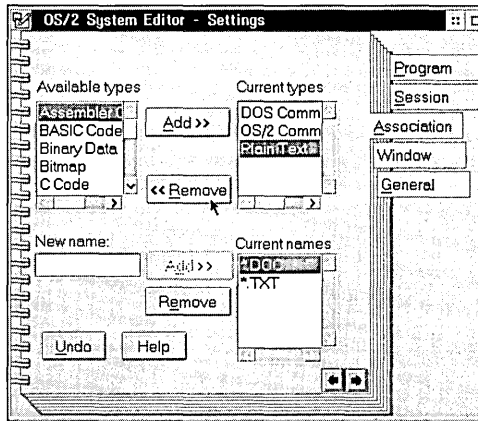 OS/2 System Editor - Settings
Available types
Assembler C
BASIC Code
Binary Data
Bitmap
C Code
Add >>
<< Remove
Current types
DOS Comm
OS/2 Comm
Plain Text
New name:
Add >>
Remove
Current names
*.DOC
*.TXT
Undo
Help
Program
Session
Association
Window
General